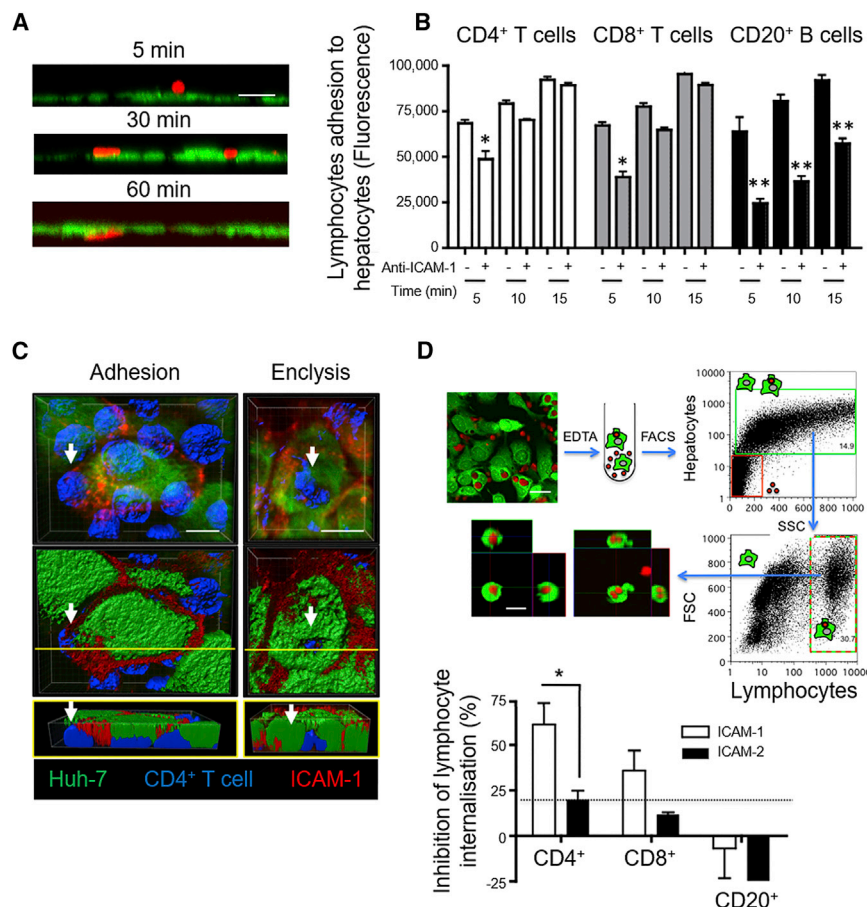 A
5 min
30 min
60 min
B
CD4+ T cells CD8+ T cells CD20+ B cells
Lymphocytes adhesion to
hepatocytes (Fluorescence)
100,000
75,000
50,000
25,000
0
* * ** ** **
Anti-ICAM-1 - + - + - + - + - + - + - + - + - +
Time (min) 5 10 15 5 10 15 5 10 15
C
Adhesion Enclysis
Huh-7 CD4+ T cell ICAM-1
D
EDTA FACS
Hepatocytes
10000
1000
100
10
1
14.9
0 200 400 600 800 1000
SSC
FSC
1000
800
600
400
200
0
30.7
1 10 100 1000 10000
Lymphocytes
Inhibition of lymphocyte
internalisation (%)
75
50
25
0
-25
*
ICAM-1
ICAM-2
CD4+ CD8+ CD20+